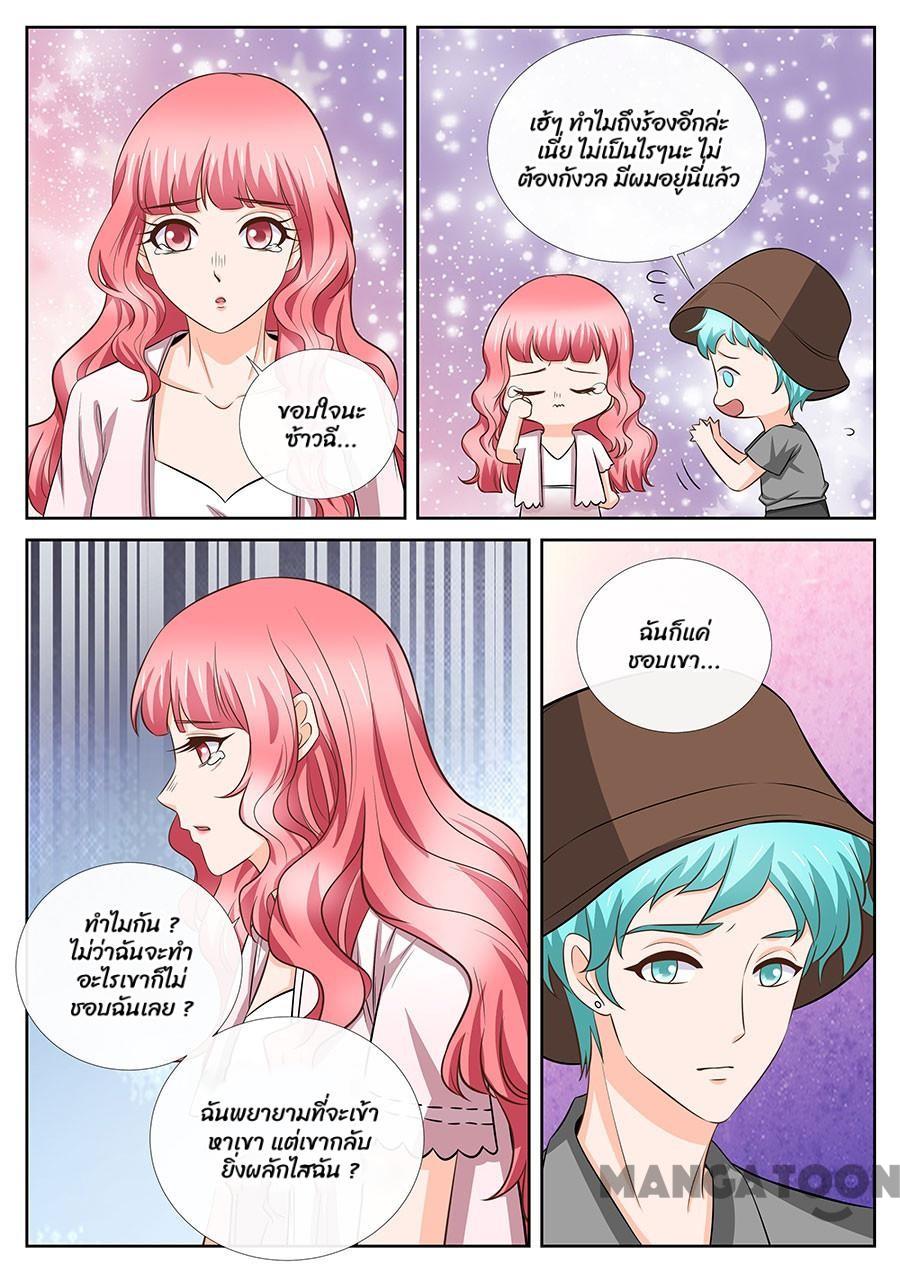 ขอบใจนะ
ซ้าวฉี...
เฮ้ๆ ทำไมถึงร้องอีกล่ะ
เนี่ย ไม่เป็นไรๆนะ ไม่
ต้องกังวล มีผมอยู่นี่แล้ว
ทำไมกัน ?
ไม่ว่าฉันจะทำ
อะไรเขาก็ไม่
ชอบฉันเลย ?
ฉันพยายามที่จะเข้า
หาเขา แต่เขากลับ
ยิ่งผลักไสฉัน ?
ฉันก็แค่
ชอบเขา...
MANGATOON